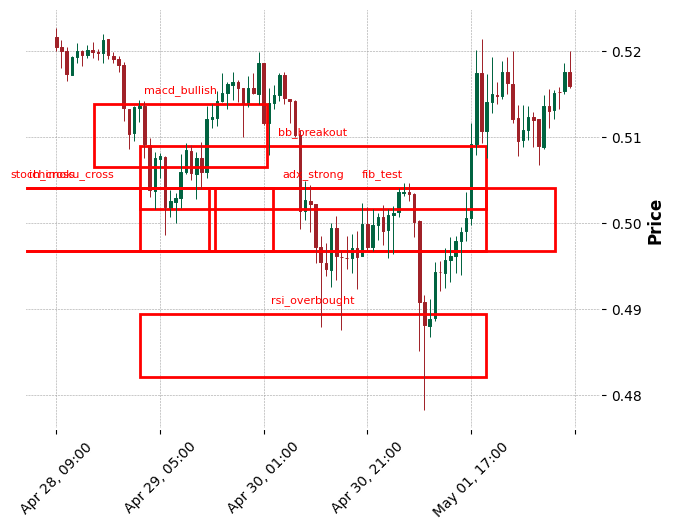 macd_bullish
bb_breakout
stoch_cross
ichimoku_cross
adx_strong
fib_test
rsi_overbought
0.52
0.51
0.50
0.49
0.48
Price
Apr 28, 09:00
Apr 29, 05:00
Apr 30, 01:00
Apr 30, 21:00
May 01, 17:00